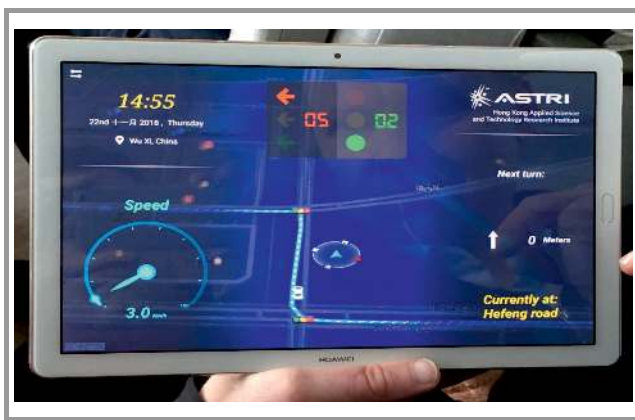 14:55
22nd 十一月 2018, Thursday
Wu Xi, China
05
02
ASTRI
Hong Kong Applied Science
and Technology Research Institute
Next turn:
Speed
0 Meters
3.0 km/h
Currently at:
Hefeng road
HUAWEI